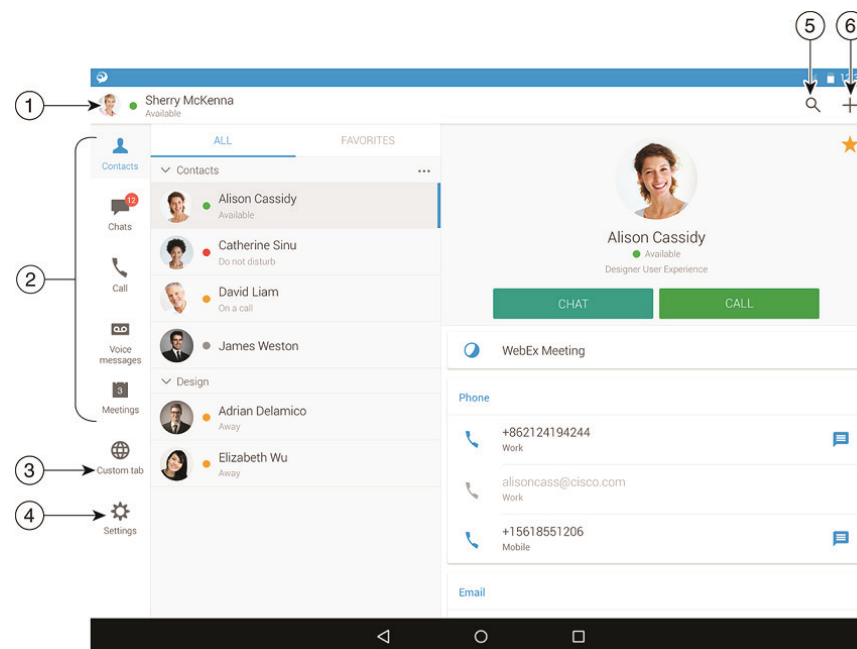 5
6
1
Sherry McKenna
Available
2
Contacts
Chats
12
Call
Voice
messages
3
Meetings
3
Custom tab
4
Settings
ALL
FAVORITES
Contacts
Alison Cassidy
Available
Catherine Sinu
Do not disturb
David Liam
On a call
James Weston
Design
Adrian Delamico
Away
Elizabeth Wu
Away
Alison Cassidy
Available
Designer User Experience
CHAT
CALL
WebEx Meeting
Phone
+862124194244
Work
alisoncass@cisco.com
Work
+15618551206
Mobile
Email